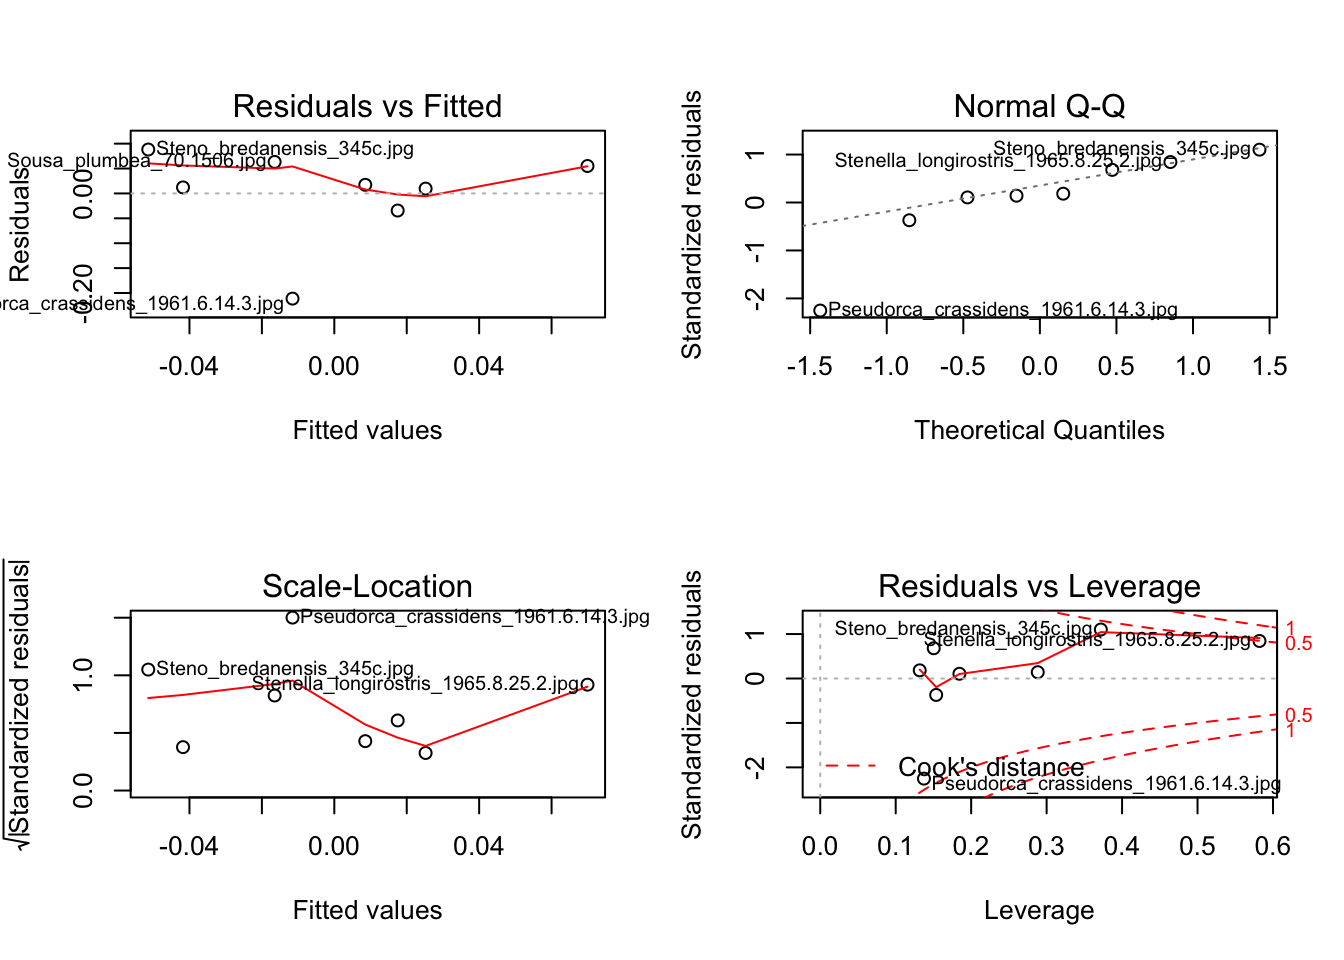 Residuals vs Fitted
Residuals
0.00
-0.20
Steno_bredanensis_345c.jpg
Sousa_plumbea_70.1506.jpg
orca_crassidens_1961.6.14.3.jpg
-0.04 0.00 0.04
Fitted values
Normal Q-Q
Standardized residuals
1
0
-1
-2
Steno_bredanensis_345c.jpg
Stenella_longirostris_1965.8.25.2.jpg
Pseudorca_crassidens_1961.6.14.3.jpg
-1.5 -1.0 -0.5 0.0 0.5 1.0 1.5
Theoretical Quantiles
Scale-Location
√|Standardized residuals|
1.0
0.0
Pseudorca_crassidens_1961.6.14.3.jpg
Steno_bredanensis_345c.jpg
Stenella_longirostris_1965.8.25.2.jpg
-0.04 0.00 0.04
Fitted values
Residuals vs Leverage
Standardized residuals
1
0
-2
Steno_bredanensis_345c.jpg
Stenella_longirostris_1965.8.25.2.jpg
1
0.5
0.5
1
Cook's distance
Pseudorca_crassidens_1961.6.14.3.jpg
0.0 0.1 0.2 0.3 0.4 0.5 0.6
Leverage